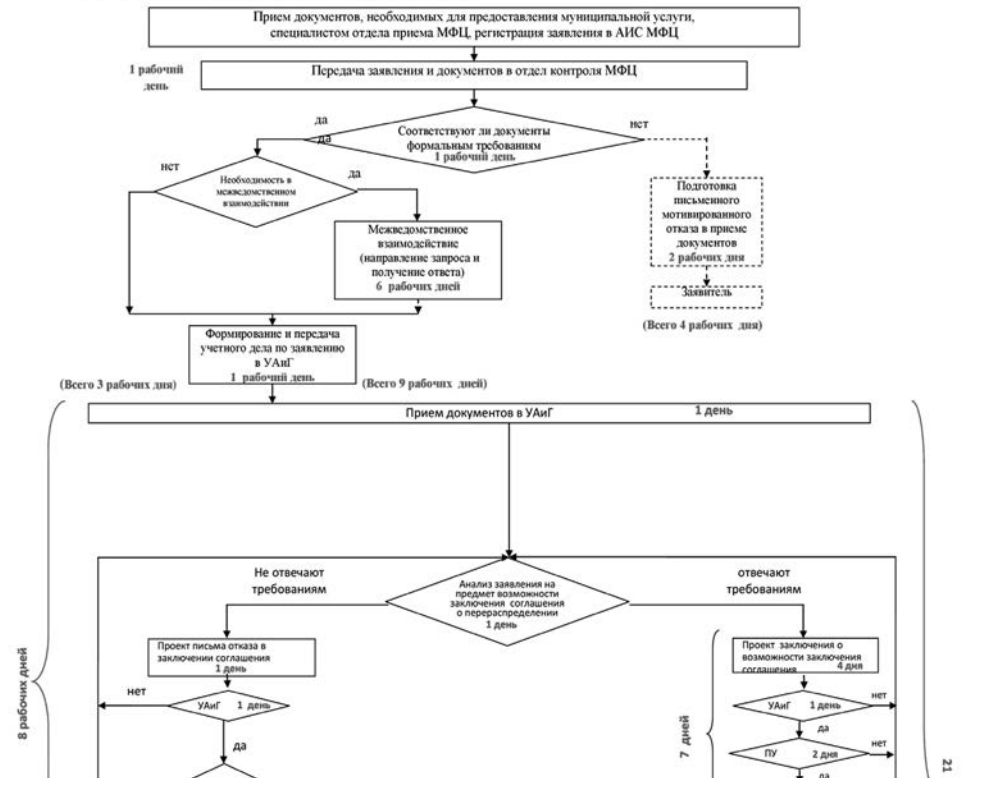 Прием документов, необходимых для предоставления муниципальной услуги,
специалистом отдела приема МФЦ, регистрация заявления в АИС МФЦ
1 рабочий
день
Передача заявления и документов в отдел контроля МФЦ
да
да
нет
Соответствуют ли документы
формальным требованиям
1 рабочий день
нет
да
Необходимость в
межведомственном
взаимодействии
Подготовка
письменного
мотивированного
отказа в приеме
документов
2 рабочих дня
Межведомственное
взаимодействие
(направление запроса и
получение ответа)
6 рабочих дней
Заявитель
(Всего 4 рабочих дня)
Формирование и передача
учетного дела по заявлению
в УАиГ
1 рабочий день
(Всего 3 рабочих дня)
(Всего 9 рабочих дней)
Прием документов в УАиГ
1 день
Не отвечают
требованиям
Анализ заявления на
предмет возможности
заключения соглашения
о перераспределении
1 день
отвечают
требованиям
Проект письма отказа в
заключении соглашения
1 день
Проект заключения о
возможности заключения
соглашения
4 дня
нет
УАиГ 1 день
да
УАиГ 1 день
нет
да
ПУ 2 дня
нет
да
8 рабочих дней
7 дней
21